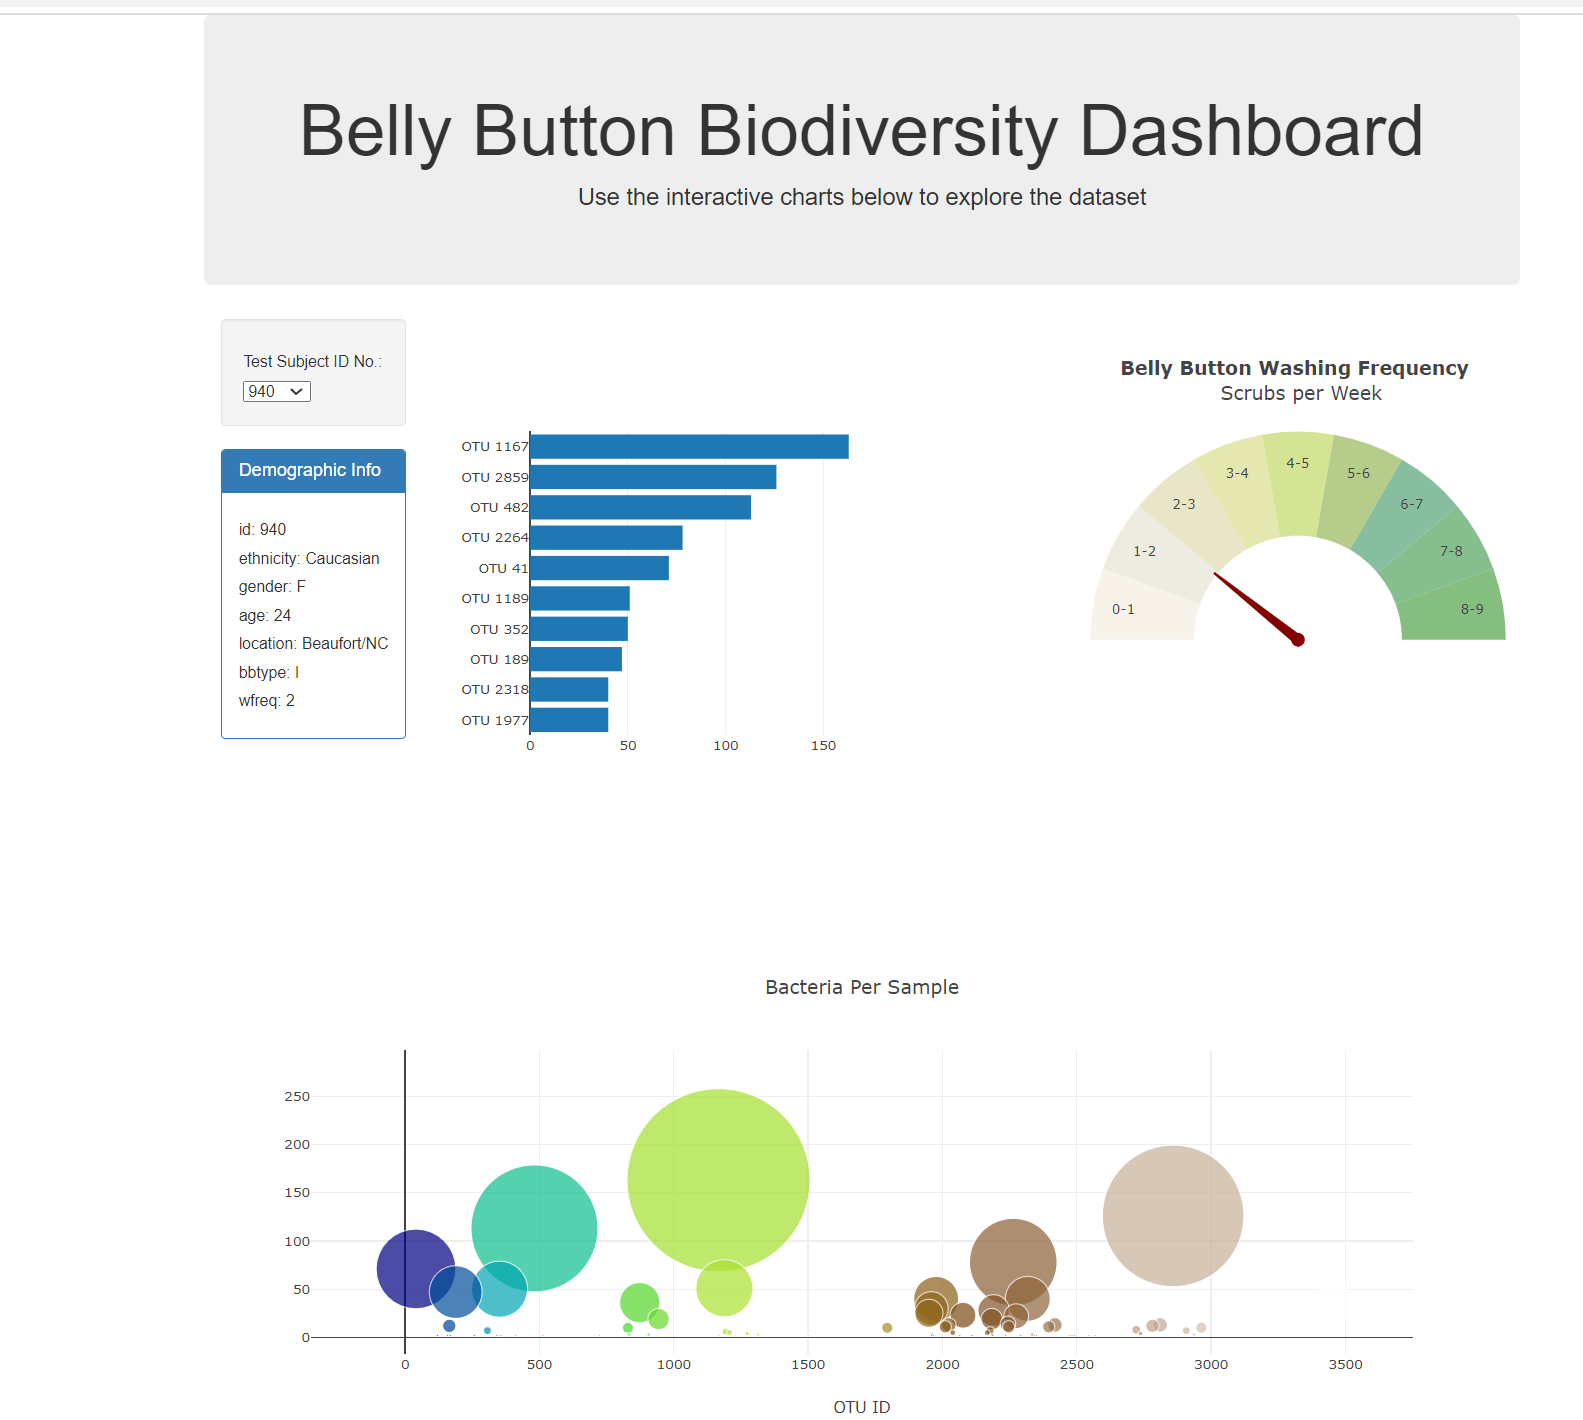 Belly Button Biodiversity Dashboard
Use the interactive charts below to explore the dataset
Test Subject ID No.:
940
Demographic Info
id: 940
ethnicity: Caucasian
gender: F
age: 24
location: Beaufort/NC
bbtype: I
wfreq: 2
OTU 1167
OTU 2859
OTU 482
OTU 2264
OTU 41
OTU 1189
OTU 352
OTU 189
OTU 2318
OTU 1977
0 50 100 150
Belly Button Washing Frequency
Scrubs per Week
0-1
1-2
2-3
3-4
4-5
5-6
6-7
7-8
8-9
Bacteria Per Sample
250
200
150
100
50
0
0 500 1000 1500 2000 2500 3000 3500
OTU ID